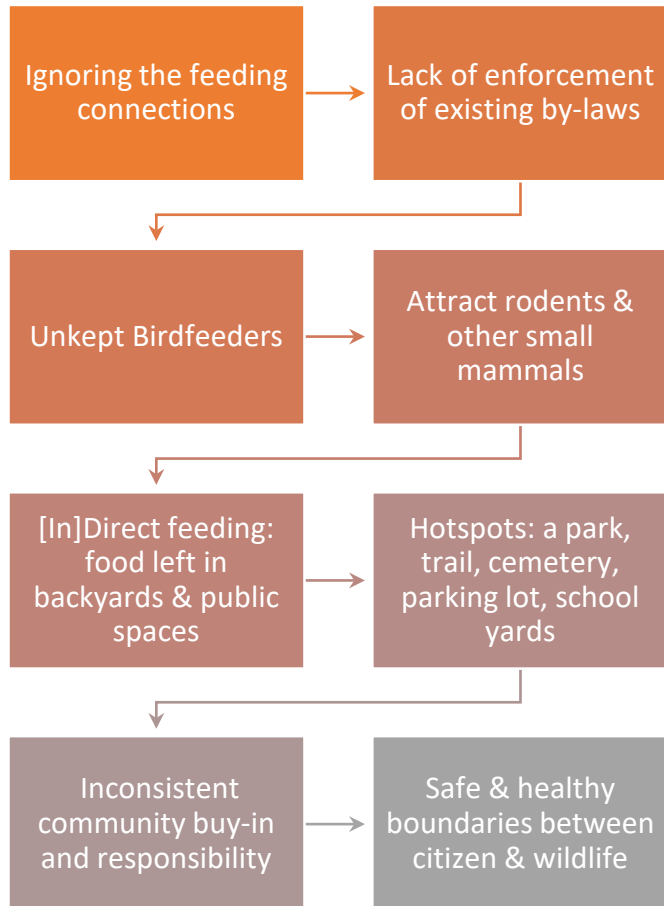 Ignoring the feeding
connections
Lack of enforcement
of existing by-laws
Unkept Birdfeeders
Attract rodents &
other small
mammals
[In]Direct feeding:
food left in
backyards & public
spaces
Hotspots: a park,
trail, cemetery,
parking lot, school
yards
Inconsistent
community buy-in
and responsibility
Safe & healthy
boundaries between
citizen & wildlife